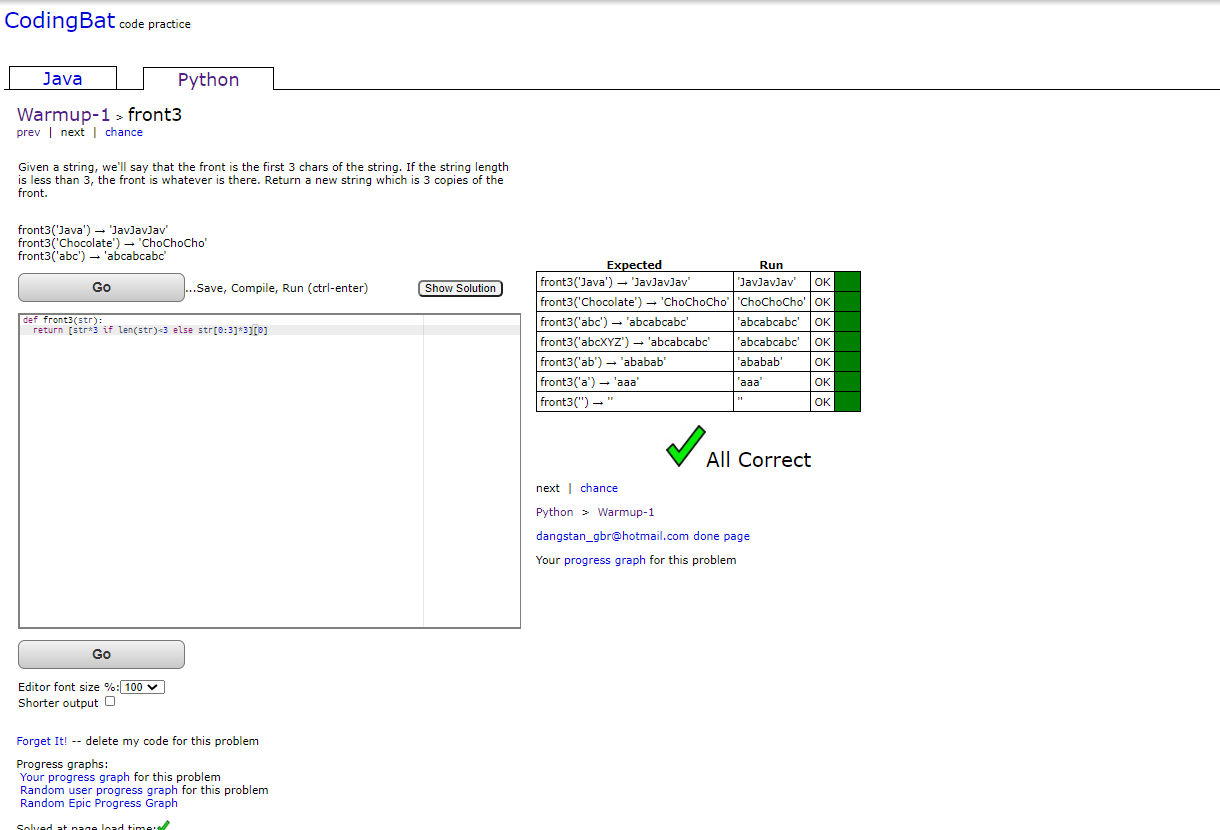 CodingBat code practice
Java
Python
Warmup-1 > front3
prev | next | chance
Given a string, we'll say that the front is the first 3 chars of the string. If the string length
is less than 3, the front is whatever is there. Return a new string which is 3 copies of the
front.
front3('Java') → 'JavJavJav'
front3('Chocolate') → 'ChoChoCho'
front3('abc') → 'abcabcabc'
Go ...Save, Compile, Run (ctrl-enter) Show Solution
def front3(str):
  return [str*3 if len(str)<3 else str[0:3]*3][0]
Expected Run
front3('Java') → 'JavJavJav' 'JavJavJav' OK
front3('Chocolate') → 'ChoChoCho' 'ChoChoCho' OK
front3('abc') → 'abcabcabc' 'abcabcabc' OK
front3('abcXYZ') → 'abcabcabc' 'abcabcabc' OK
front3('ab') → 'ababab' 'ababab' OK
front3('a') → 'aaa' 'aaa' OK
front3('') → '' '' OK
All Correct
next | chance
Python > Warmup-1
dangstan_gbr@hotmail.com done page
Your progress graph for this problem
Go
Editor font size %: 100
Shorter output
Forget It! -- delete my code for this problem
Progress graphs:
Your progress graph for this problem
Random user progress graph for this problem
Random Epic Progress Graph
Solved at page load time: